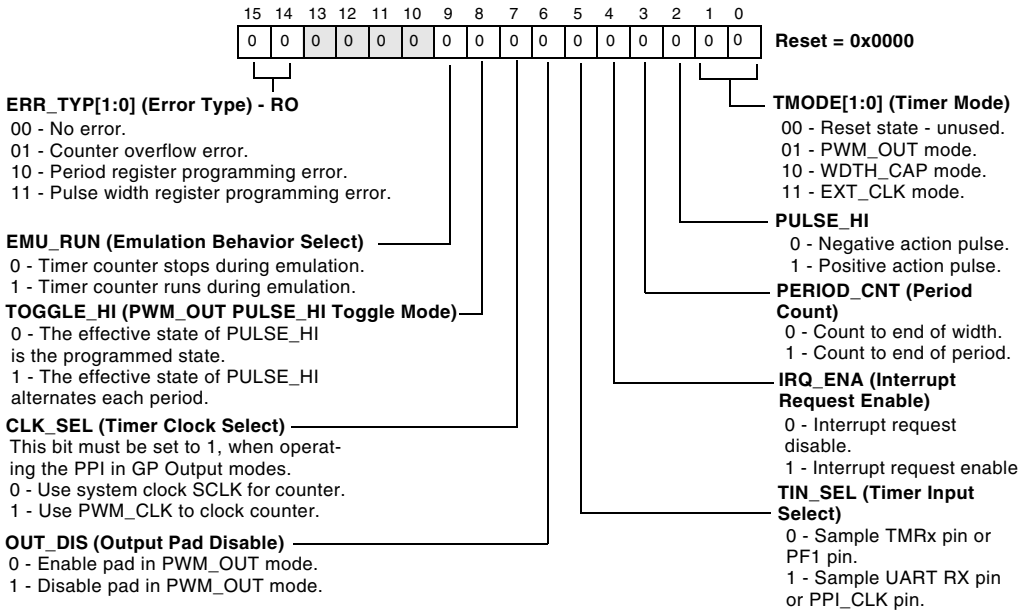 15 14 13 12 11 10 9 8 7 6 5 4 3 2 1 0
0 0 0 0 0 0 0 0 0 0 0 0 0 0 0 0 Reset = 0x0000
ERR_TYP[1:0] (Error Type) - RO
00 - No error.
01 - Counter overflow error.
10 - Period register programming error.
11 - Pulse width register programming error.
EMU_RUN (Emulation Behavior Select)
0 - Timer counter stops during emulation.
1 - Timer counter runs during emulation.
TOGGLE_HI (PWM_OUT PULSE_HI Toggle Mode)
0 - The effective state of PULSE_HI
is the programmed state.
1 - The effective state of PULSE_HI
alternates each period.
CLK_SEL (Timer Clock Select)
This bit must be set to 1, when operat-
ing the PPI in GP Output modes.
0 - Use system clock SCLK for counter.
1 - Use PWM_CLK to clock counter.
OUT_DIS (Output Pad Disable)
0 - Enable pad in PWM_OUT mode.
1 - Disable pad in PWM_OUT mode.
TMODE[1:0] (Timer Mode)
00 - Reset state - unused.
01 - PWM_OUT mode.
10 - WDTH_CAP mode.
11 - EXT_CLK mode.
PULSE_HI
0 - Negative action pulse.
1 - Positive action pulse.
PERIOD_CNT (Period
Count)
0 - Count to end of width.
1 - Count to end of period.
IRQ_ENA (Interrupt
Request Enable)
0 - Interrupt request
disable.
1 - Interrupt request enable
TIN_SEL (Timer Input
Select)
0 - Sample TMRx pin or
PF1 pin.
1 - Sample UART RX pin
or PPI_CLK pin.